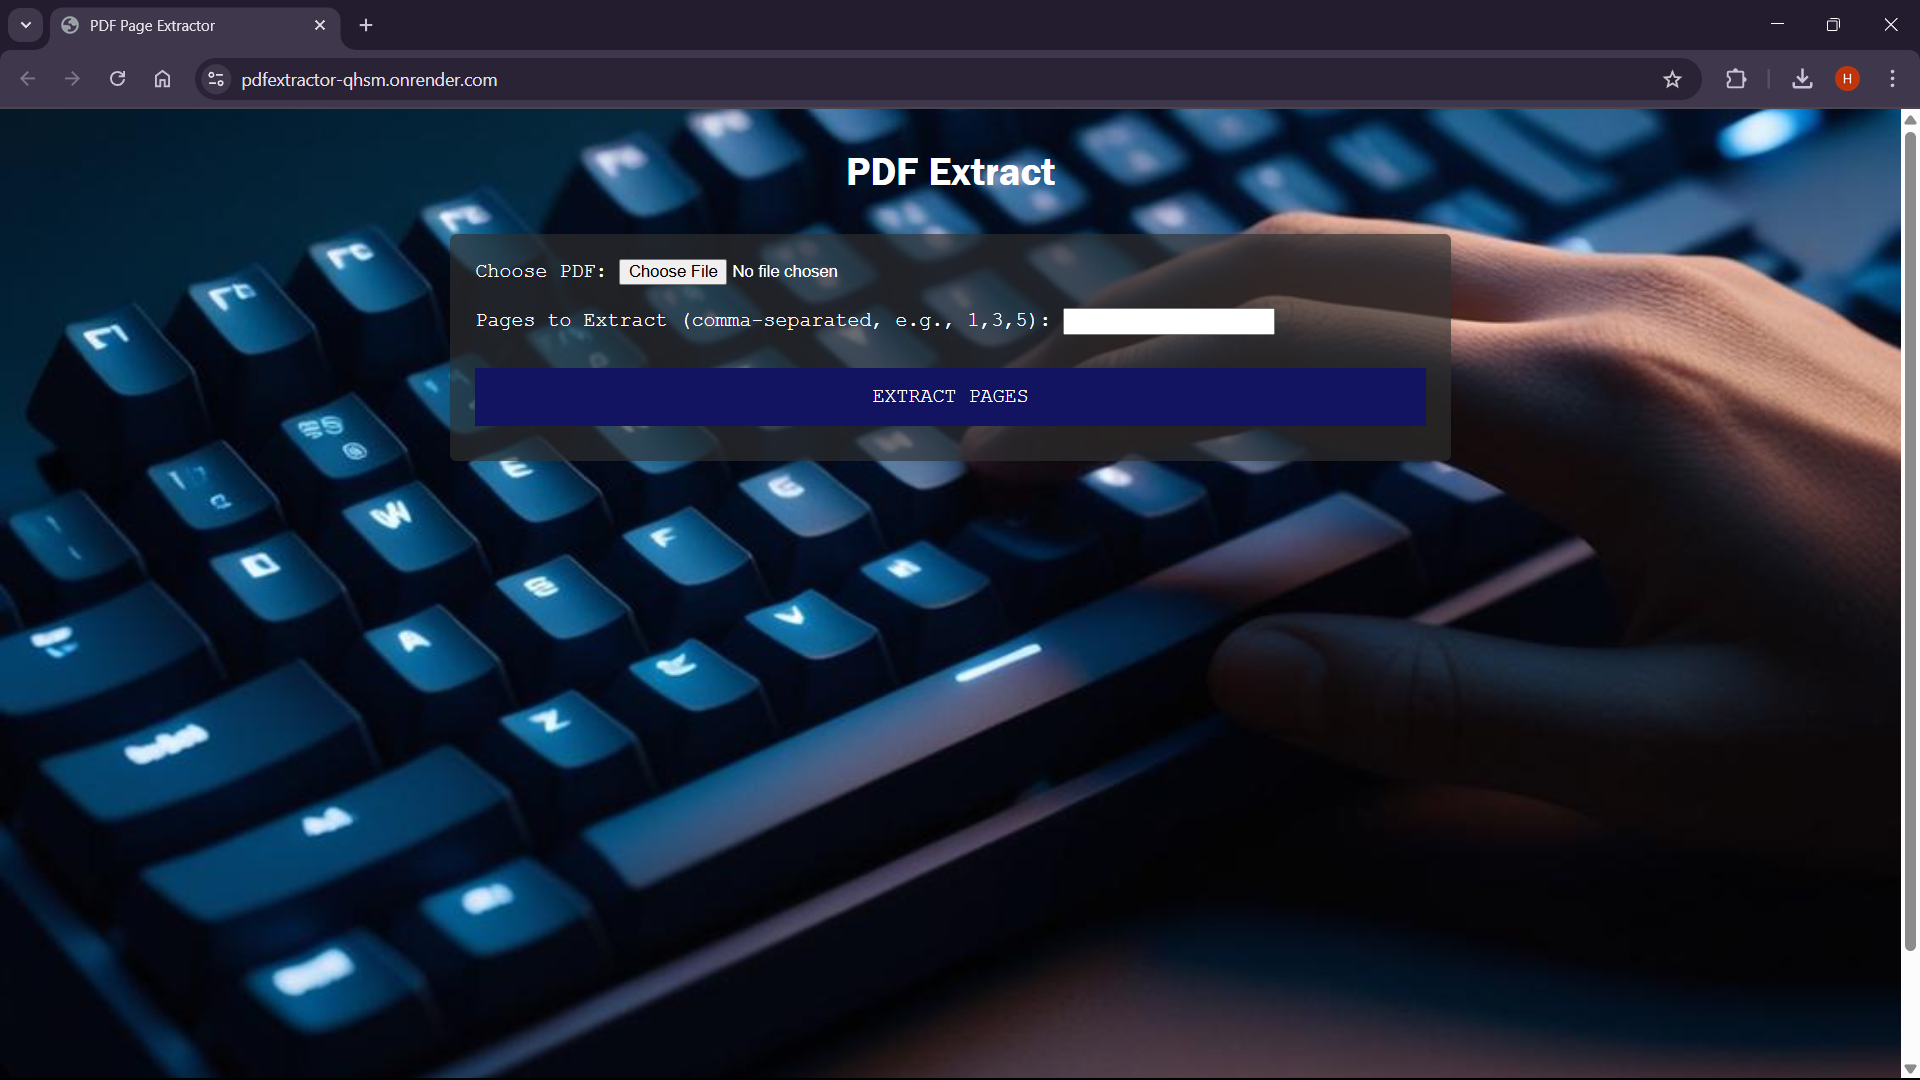 PDF Page Extractor
pdfextractor-qhsm.onrender.com
H
PDF Extract
Choose PDF: Choose File No file chosen
Pages to Extract (comma-separated, e.g., 1,3,5):
EXTRACT PAGES
E
G
W
F
S
A
V
Z